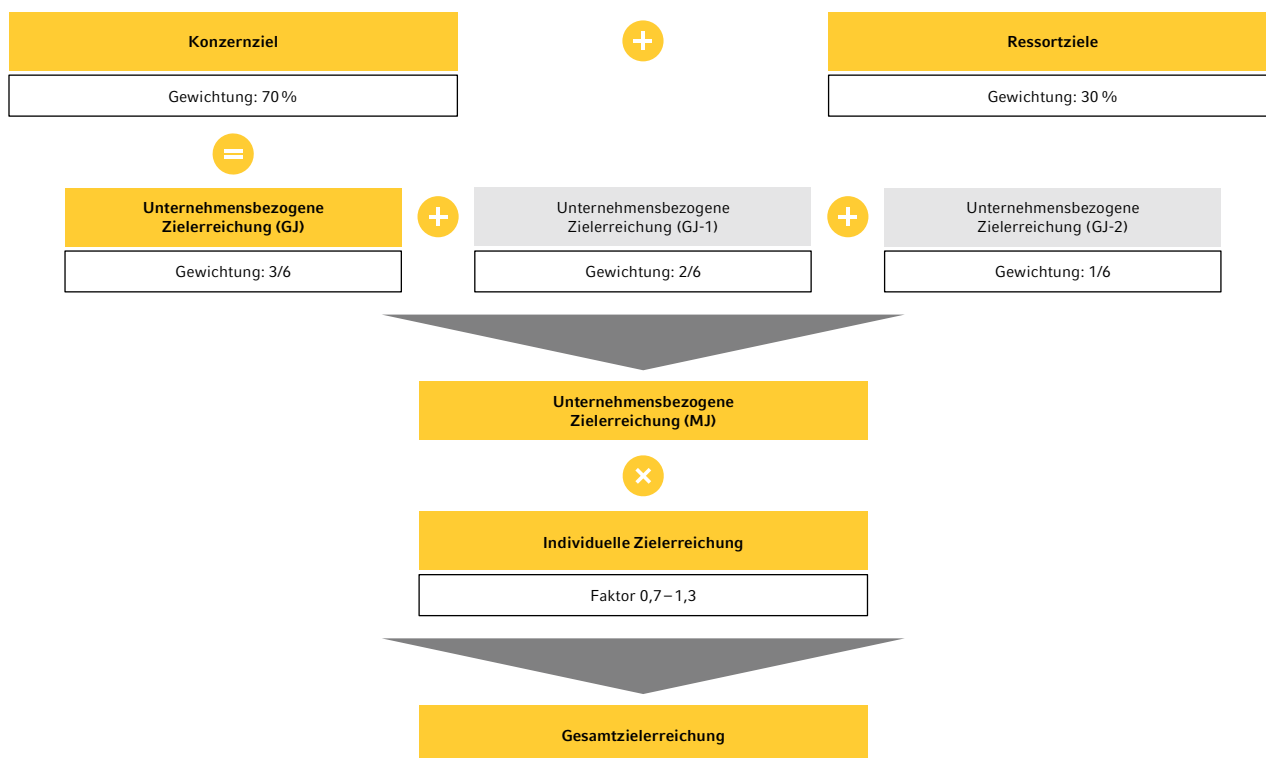 Konzernziel
+
Ressortziele
Gewichtung: 70 %
Gewichtung: 30 %
=
Unternehmensbezogene
Zielerreichung (GJ)
+
Unternehmensbezogene
Zielerreichung (GJ-1)
+
Unternehmensbezogene
Zielerreichung (GJ-2)
Gewichtung: 3/6
Gewichtung: 2/6
Gewichtung: 1/6
Unternehmensbezogene
Zielerreichung (MJ)
×
Individuelle Zielerreichung
Faktor 0,7 – 1,3
Gesamtzielerreichung